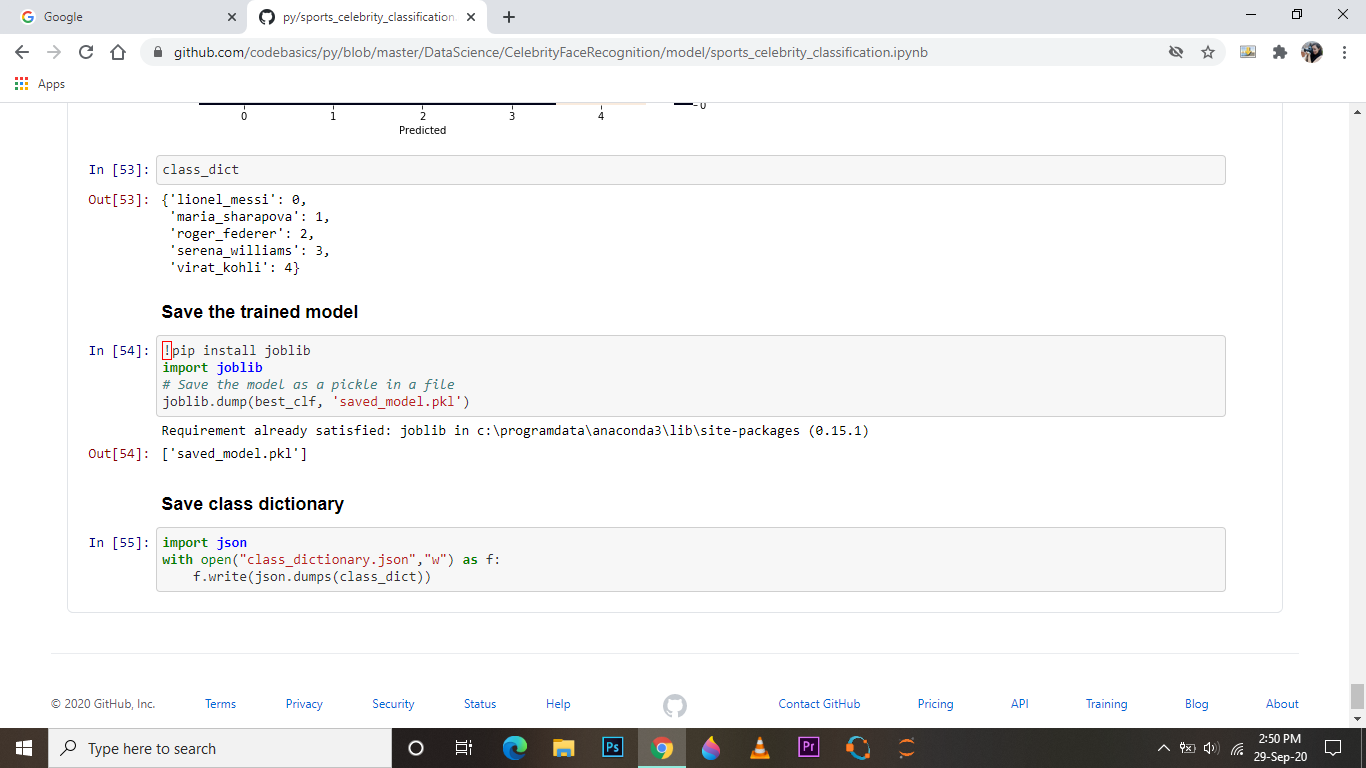 Google
py/sports_celebrity_classification.
github.com/codebasics/py/blob/master/DataScience/CelebrityFaceRecognition/model/sports_celebrity_classification.ipynb
Apps
0
0 1 2 3 4
Predicted
In [53]: class_dict
Out[53]: {'lionel_messi': 0,
'maria_sharapova': 1,
'roger_federer': 2,
'serena_williams': 3,
'virat_kohli': 4}
Save the trained model
In [54]: !pip install joblib
import joblib
# Save the model as a pickle in a file
joblib.dump(best_clf, 'saved_model.pkl')
Requirement already satisfied: joblib in c:\programdata\anaconda3\lib\site-packages (0.15.1)
Out[54]: ['saved_model.pkl']
Save class dictionary
In [55]: import json
with open("class_dictionary.json","w") as f:
f.write(json.dumps(class_dict))
© 2020 GitHub, Inc. Terms Privacy Security Status Help Contact GitHub Pricing API Training Blog About
Type here to search
Ps
Pr
2:50 PM
29-Sep-20